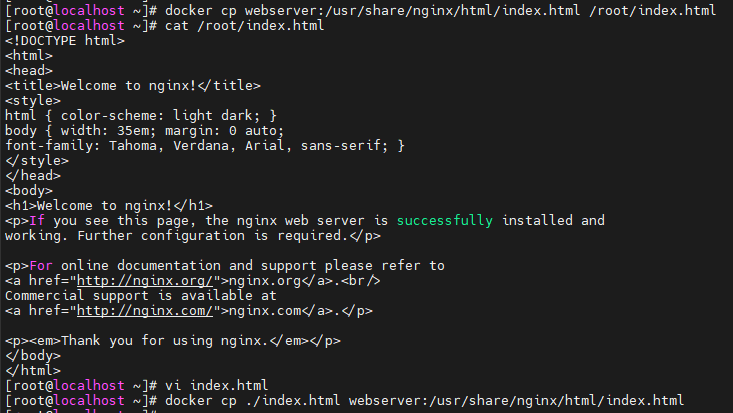 [root@localhost ~]# docker cp webserver:/usr/share/nginx/html/index.html /root/index.html
[root@localhost ~]# cat /root/index.html
<!DOCTYPE html>
<html>
<head>
<title>Welcome to nginx!</title>
<style>
html { color-scheme: light dark; }
body { width: 35em; margin: 0 auto;
font-family: Tahoma, Verdana, Arial, sans-serif; }
</style>
</head>
<body>
<h1>Welcome to nginx!</h1>
<p>If you see this page, the nginx web server is successfully installed and
working. Further configuration is required.</p>

<p>For online documentation and support please refer to
<a href="http://nginx.org/">nginx.org</a>.<br/>
Commercial support is available at
<a href="http://nginx.com/">nginx.com</a>.</p>

<p><em>Thank you for using nginx.</em></p>
</body>
</html>
[root@localhost ~]# vi index.html
[root@localhost ~]# docker cp ./index.html webserver:/usr/share/nginx/html/index.html